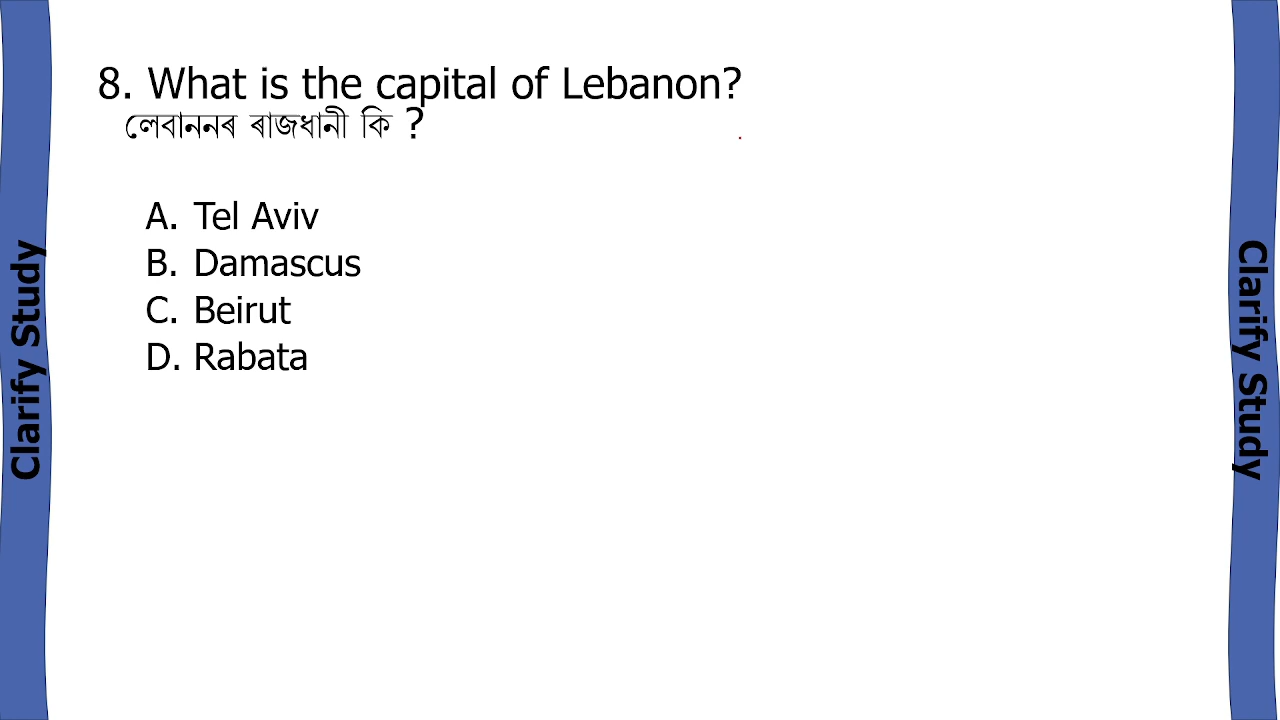 Clarify Study
8. What is the capital of Lebanon?
লেবাননৰ ৰাজধানী কি ?
A. Tel Aviv
B. Damascus
C. Beirut
D. Rabata
Clarify Study